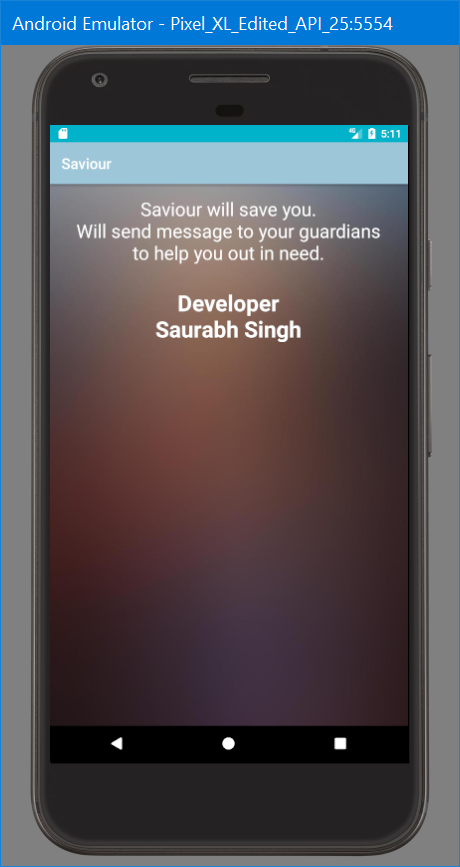 Android Emulator - Pixel_XL_Edited_API_25:5554
4G 5:11
Saviour
Saviour will save you.
Will send message to your guardians
to help you out in need.
Developer
Saurabh Singh